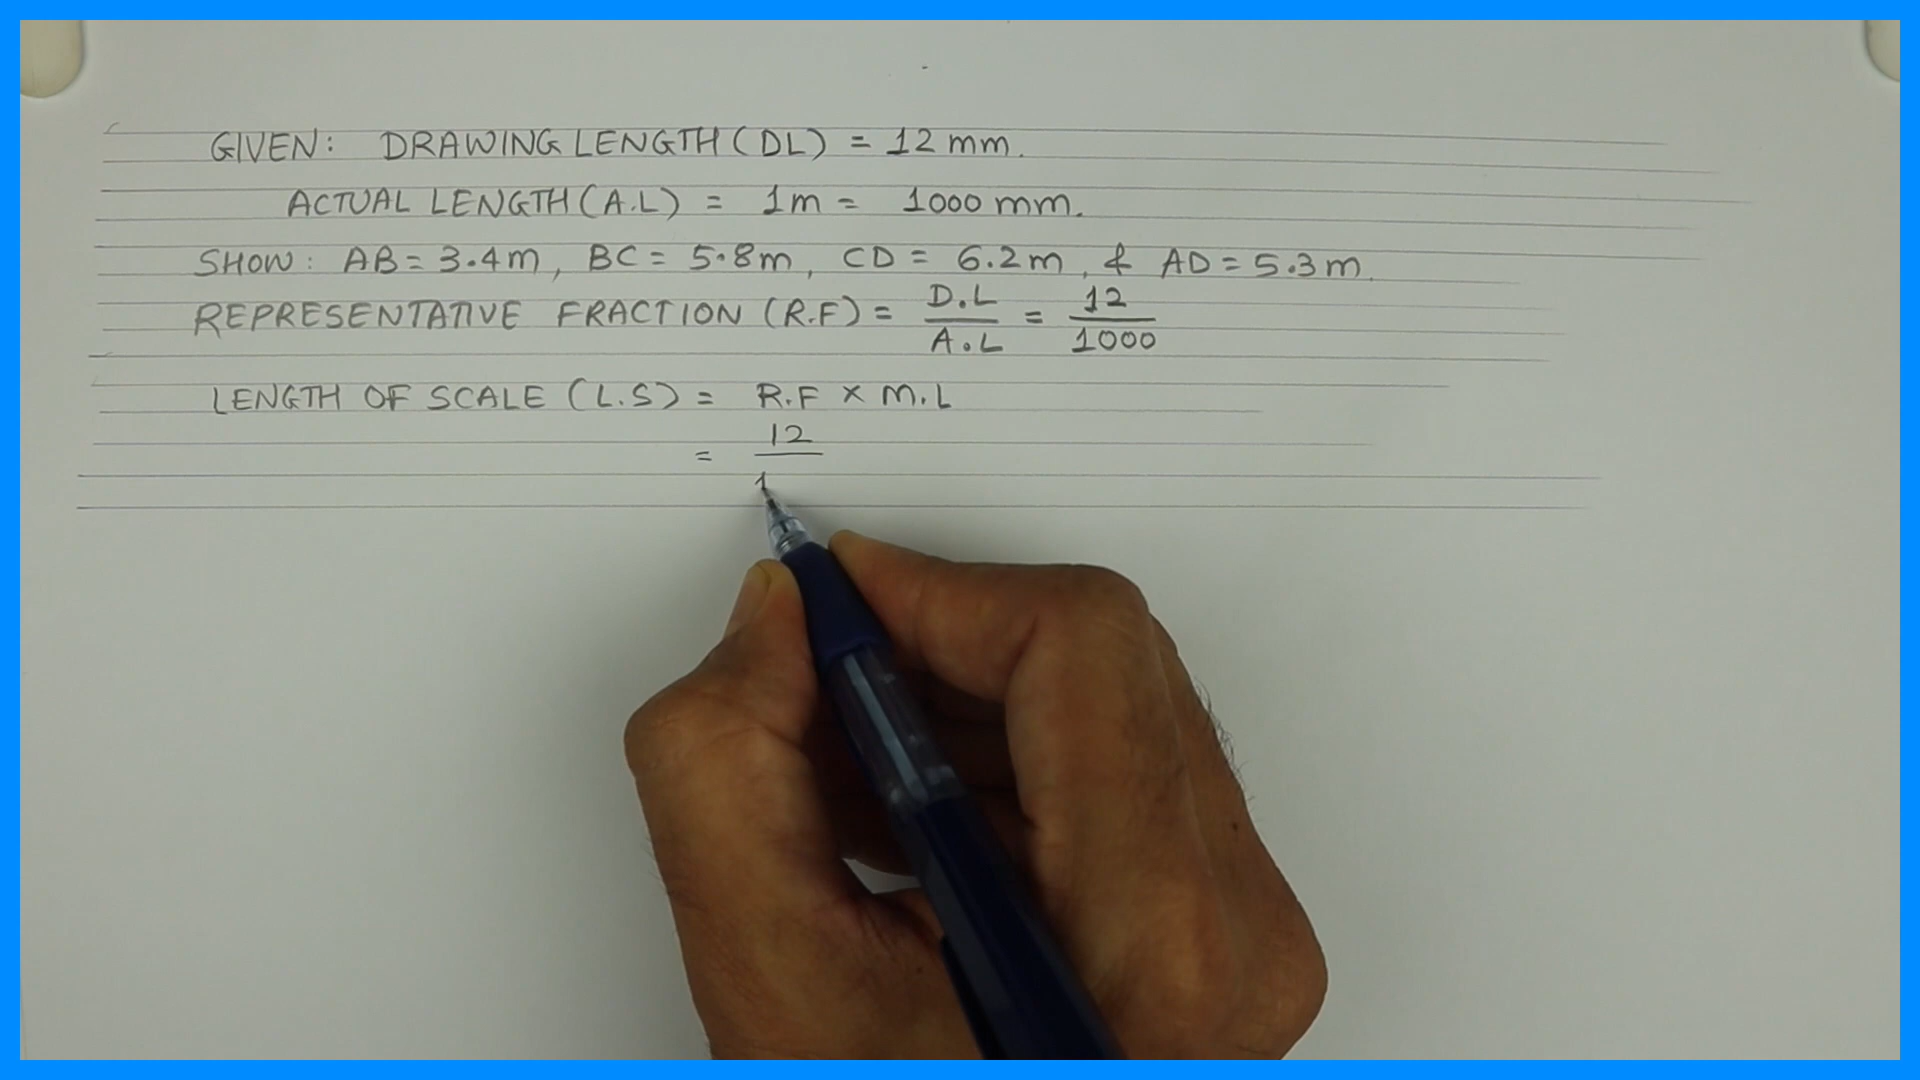 GIVEN: DRAWING LENGTH (DL) = 12 mm.
ACTUAL LENGTH (A.L) = 1m = 1000 mm.
SHOW: AB = 3.4m, BC = 5.8m, CD = 6.2m, & AD = 5.3m.
REPRESENTATIVE FRACTION (R.F) = D.L / A.L = 12 / 1000
LENGTH OF SCALE (L.S) = R.F × M.L
= 12 / 1